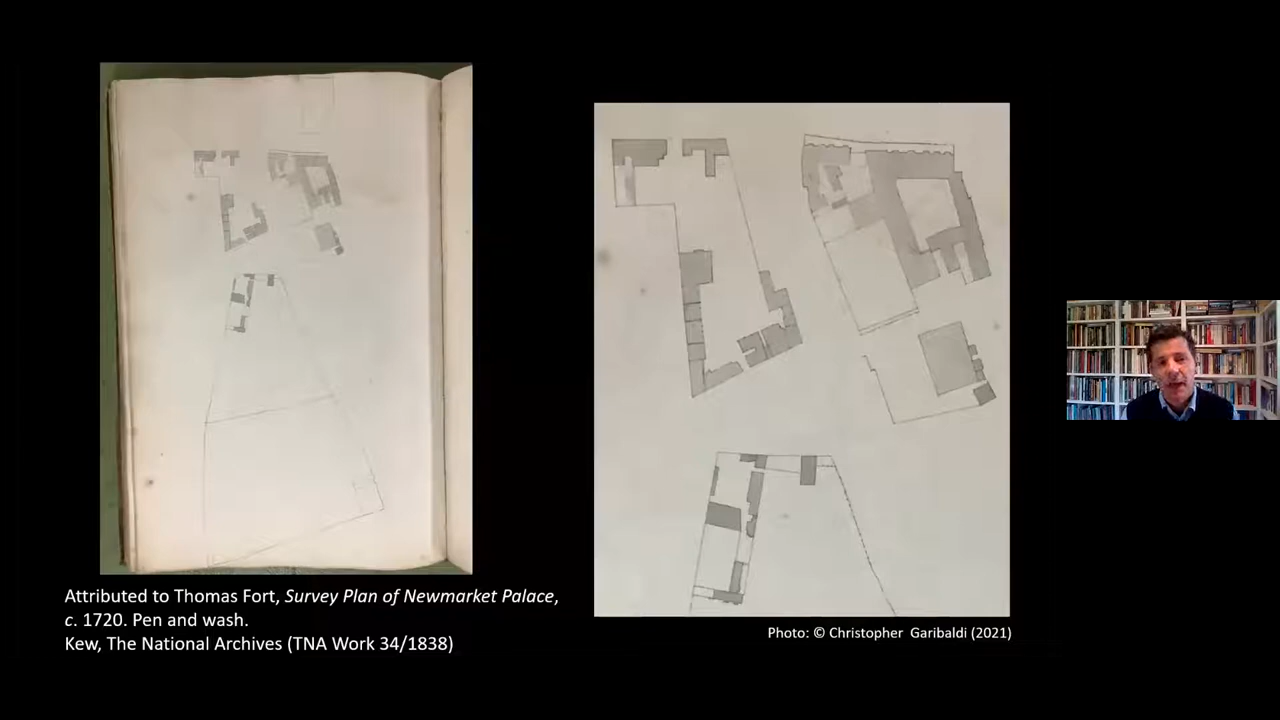 Attributed to Thomas Fort, Survey Plan of Newmarket Palace,
c. 1720. Pen and wash.
Kew, The National Archives (TNA Work 34/1838)
Photo: © Christopher Garibaldi (2021)